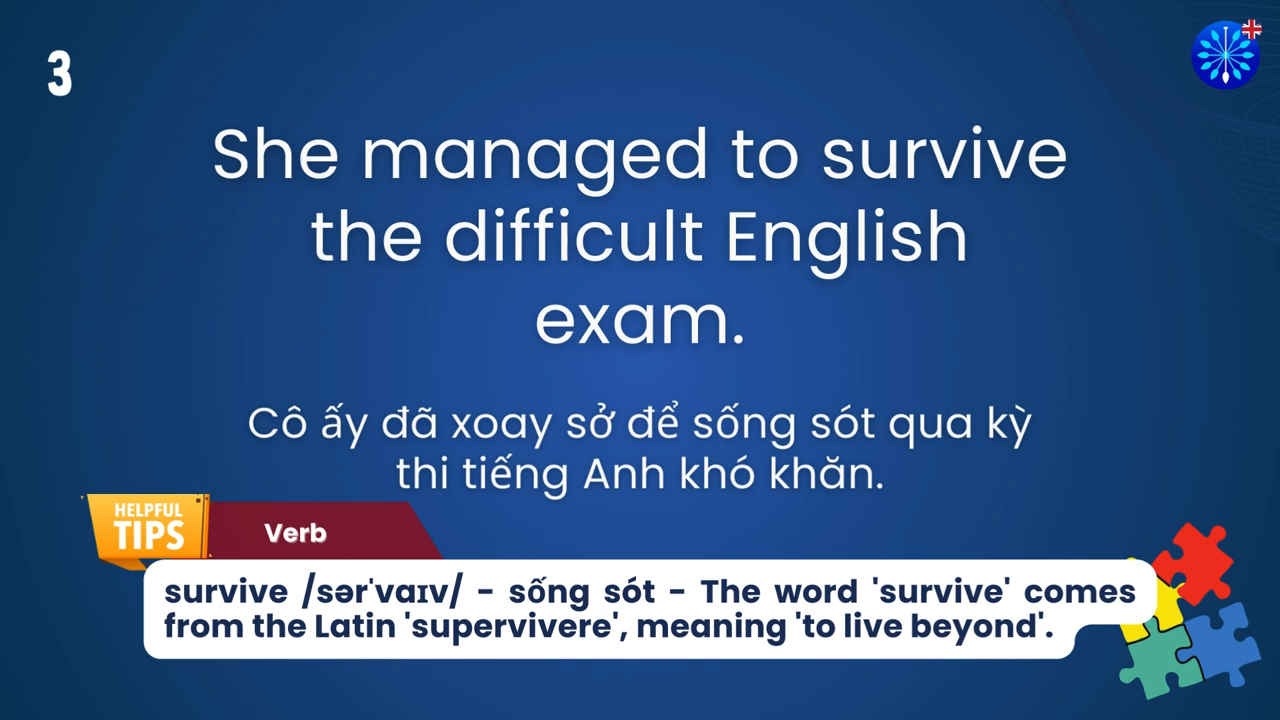 3
She managed to survive
the difficult English
exam.
Cô ấy đã xoay sở để sống sót qua kỳ
thi tiếng Anh khó khăn.
HELPFUL
TIPS
Verb
survive /sərˈvaɪv/ - sống sót - The word 'survive' comes
from the Latin 'supervivere', meaning 'to live beyond'.